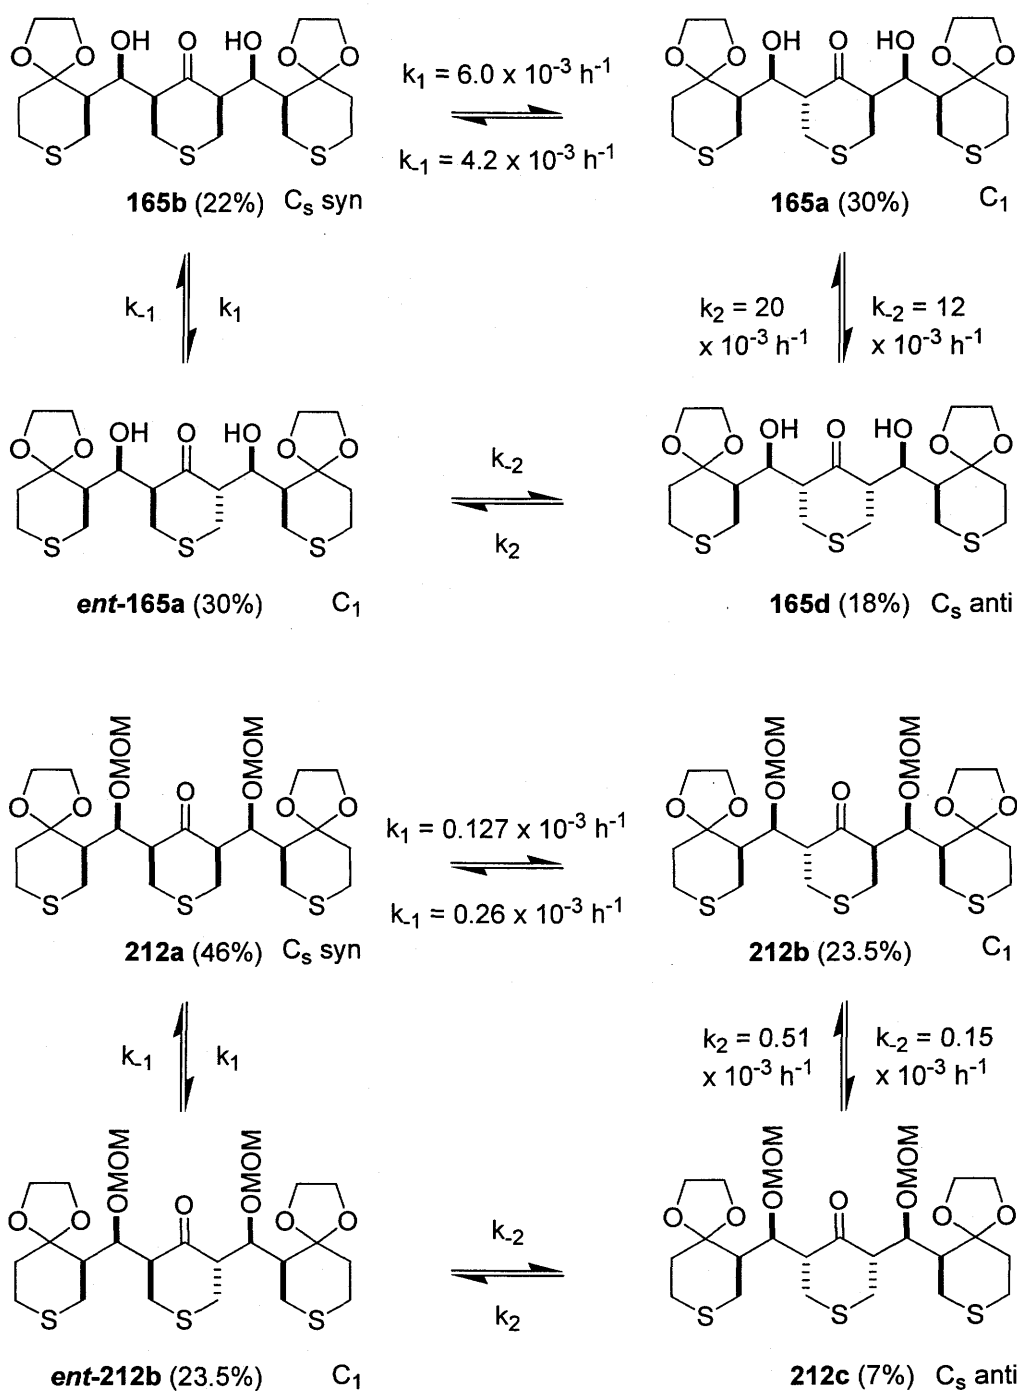 O O OH O HO O O
S S S
165b (22%) Cs syn
k1 = 6.0 x 10-3 h-1
k-1 = 4.2 x 10-3 h-1
O O OH O HO O O
S S S
165a (30%) C1
k-1 k1
k2 = 20 x 10-3 h-1
k-2 = 12 x 10-3 h-1
O O OH O HO O O
S S S
ent-165a (30%) C1
k-2
k2
O O OH O HO O O
S S S
165d (18%) Cs anti
O O OMOM O OMOM O O
S S S
212a (46%) Cs syn
k1 = 0.127 x 10-3 h-1
k-1 = 0.26 x 10-3 h-1
O O OMOM O OMOM O O
S S S
212b (23.5%) C1
k-1 k1
k2 = 0.51 x 10-3 h-1
k-2 = 0.15 x 10-3 h-1
O O OMOM O OMOM O O
S S S
ent-212b (23.5%) C1
k-2
k2
O O OMOM O OMOM O O
S S S
212c (7%) Cs anti